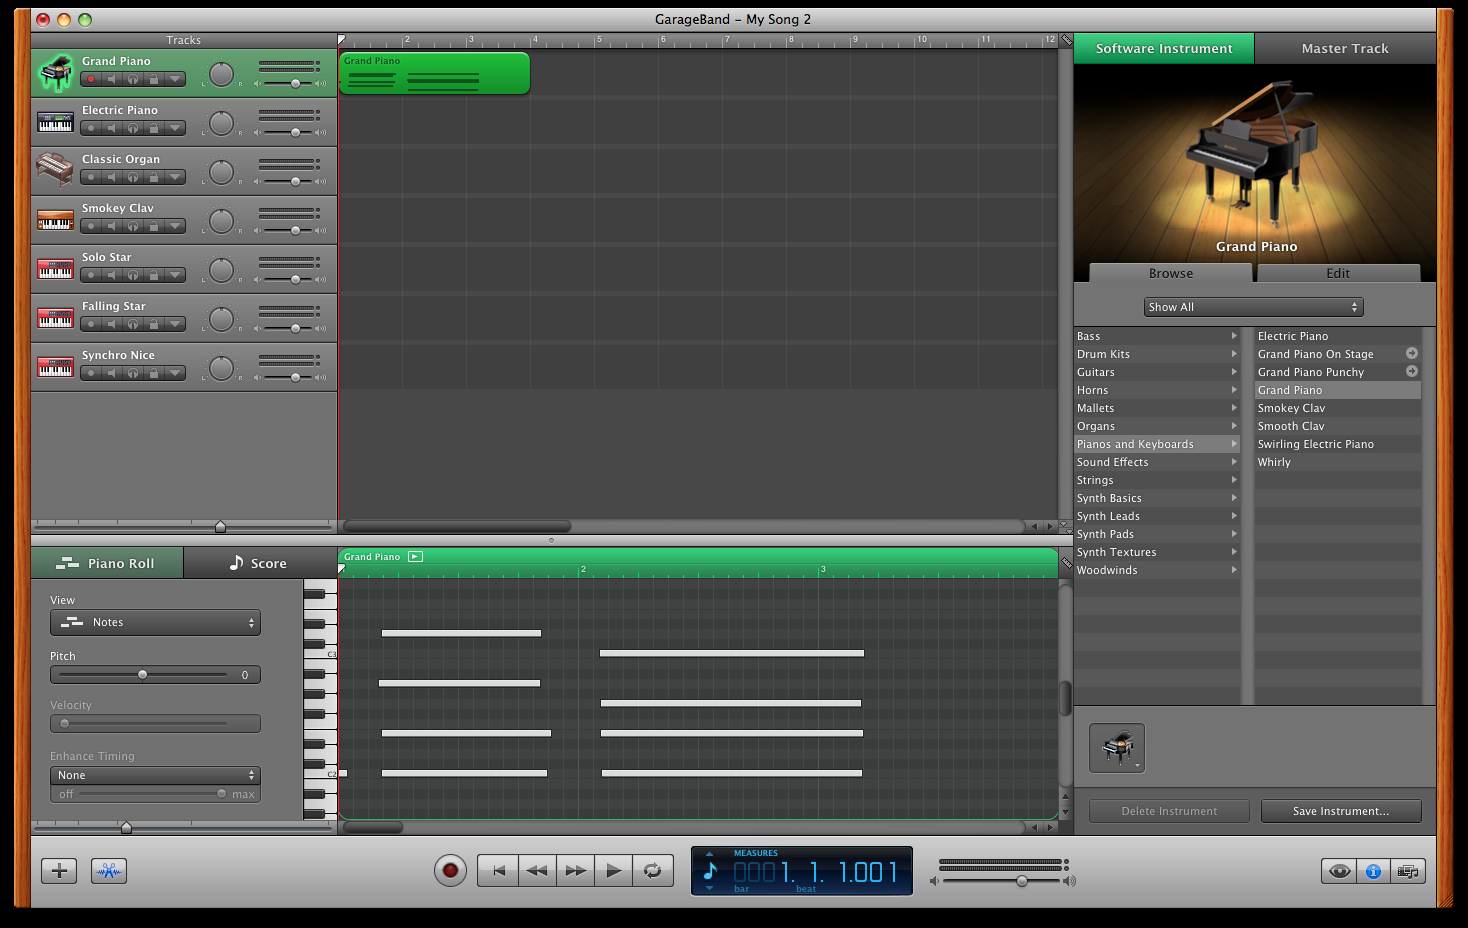 GarageBand – My Song 2
Tracks
2 3 4 5 6 7 8 9 10 11 12
Grand Piano
L R
Electric Piano
L R
Classic Organ
L R
Smokey Clav
L R
Solo Star
L R
Falling Star
L R
Synchro Nice
L R
Grand Piano
Software Instrument
Master Track
Grand Piano
Browse
Edit
Show All
Bass
Drum Kits
Guitars
Horns
Mallets
Organs
Pianos and Keyboards
Sound Effects
Strings
Synth Basics
Synth Leads
Synth Pads
Synth Textures
Woodwinds
Electric Piano
Grand Piano On Stage
Grand Piano Punchy
Grand Piano
Smokey Clav
Smooth Clav
Swirling Electric Piano
Whirly
Delete Instrument
Save Instrument...
Piano Roll
Score
View
Notes
Pitch
0
Velocity
Enhance Timing
None
off max
Grand Piano
2 3
C3
C2
MEASURES
0001. 1. 1.001
bar beat